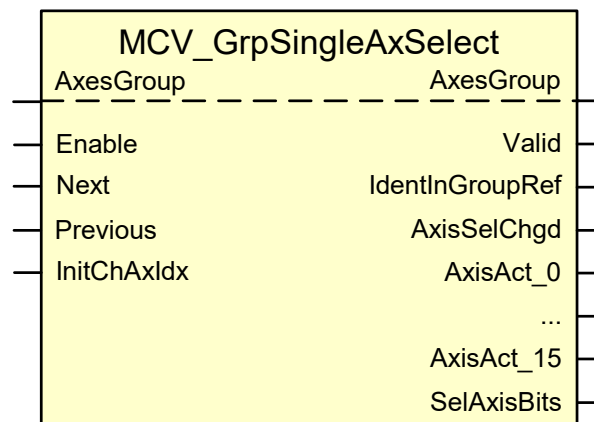 MCV_GrpSingleAxSelect
AxesGroup AxesGroup
Enable Valid
Next IdentInGroupRef
Previous AxisSelChgd
InitChAxIdx AxisAct_0
...
AxisAct_15
SelAxisBits